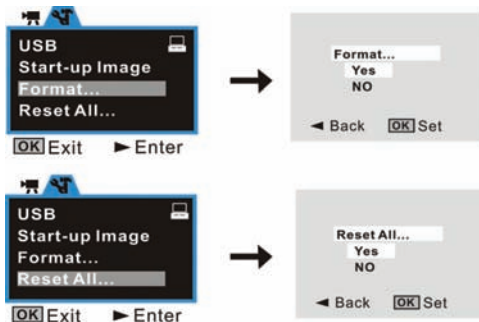 USB
Start-up Image
Format...
Reset All...
OK Exit ► Enter
Format...
Yes
NO
◄ Back OK Set
USB
Start-up Image
Format...
Reset All...
OK Exit ► Enter
Reset All...
Yes
NO
◄ Back OK Set